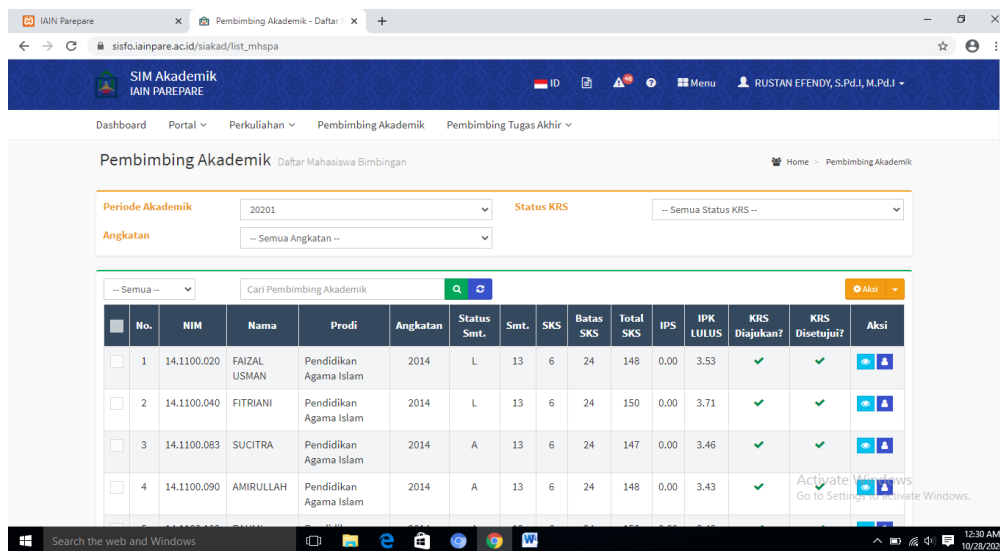 IAIN Parepare
Pembimbing Akademik - Daftar
sisfo.iainpare.ac.id/siakad/list_mhspa
SIM Akademik
IAIN PAREPARE
ID 48 Menu RUSTAN EFENDY, S.Pd.I, M.Pd.I
Dashboard Portal Perkuliahan Pembimbing Akademik Pembimbing Tugas Akhir
Pembimbing Akademik Daftar Mahasiswa Bimbingan
Home > Pembimbing Akademik
Periode Akademik 20201 Status KRS -- Semua Status KRS --
Angkatan -- Semua Angkatan --
-- Semua -- Cari Pembimbing Akademik Aksi
No. NIM Nama Prodi Angkatan Status Smt. Smt. SKS Batas SKS Total SKS IPS IPK LULUS KRS Diajukan? KRS Disetujui? Aksi
1 14.1100.020 FAIZAL USMAN Pendidikan Agama Islam 2014 L 13 6 24 148 0.00 3.53
2 14.1100.040 FITRIANI Pendidikan Agama Islam 2014 L 13 6 24 150 0.00 3.71
3 14.1100.083 SUCITRA Pendidikan Agama Islam 2014 A 13 6 24 147 0.00 3.46
4 14.1100.090 AMIRULLAH Pendidikan Agama Islam 2014 A 13 6 24 148 0.00 3.43
Activate Windows
Go to Settings to activate Windows.
Search the web and Windows
12:30 AM